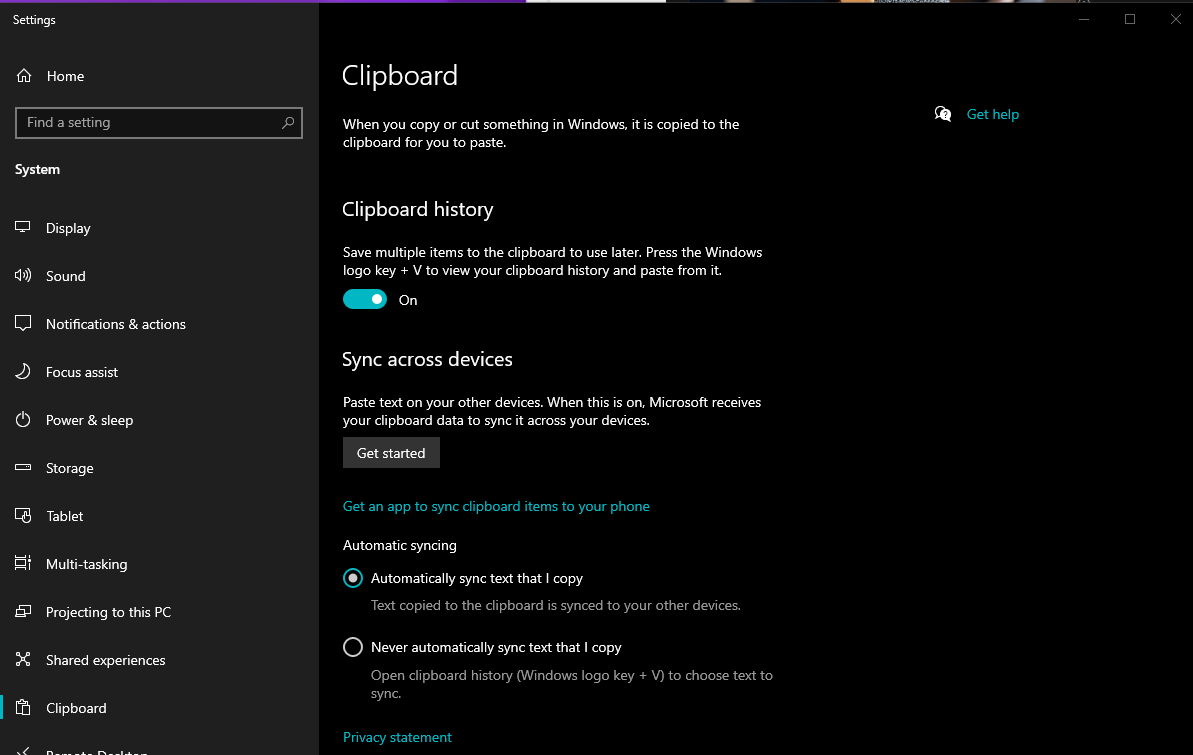 Settings
Home
Find a setting
System
Display
Sound
Notifications & actions
Focus assist
Power & sleep
Storage
Tablet
Multi-tasking
Projecting to this PC
Shared experiences
Clipboard
Remote Desktop
Clipboard
When you copy or cut something in Windows, it is copied to the
clipboard for you to paste.
Clipboard history
Save multiple items to the clipboard to use later. Press the Windows
logo key + V to view your clipboard history and paste from it.
On
Sync across devices
Paste text on your other devices. When this is on, Microsoft receives
your clipboard data to sync it across your devices.
Get started
Get an app to sync clipboard items to your phone
Automatic syncing
Automatically sync text that I copy
Text copied to the clipboard is synced to your other devices.
Never automatically sync text that I copy
Open clipboard history (Windows logo key + V) to choose text to
sync.
Privacy statement
Get help